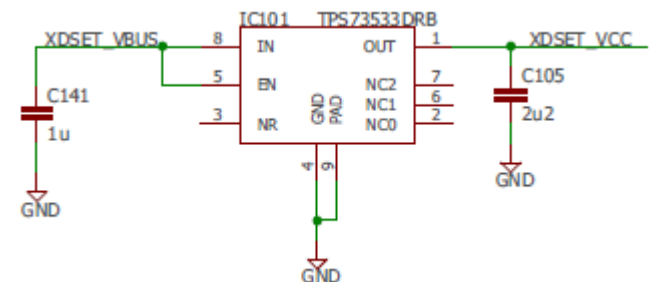 IC101 TPS73533DRB
XDSET_VBUS 8 IN OUT 1 XDSET_VCC
5 EN NC2 7
C141 C105
NC1 6
1u 3 NR GND PAD NC0 2 2u2
4 9
GND GND
GND